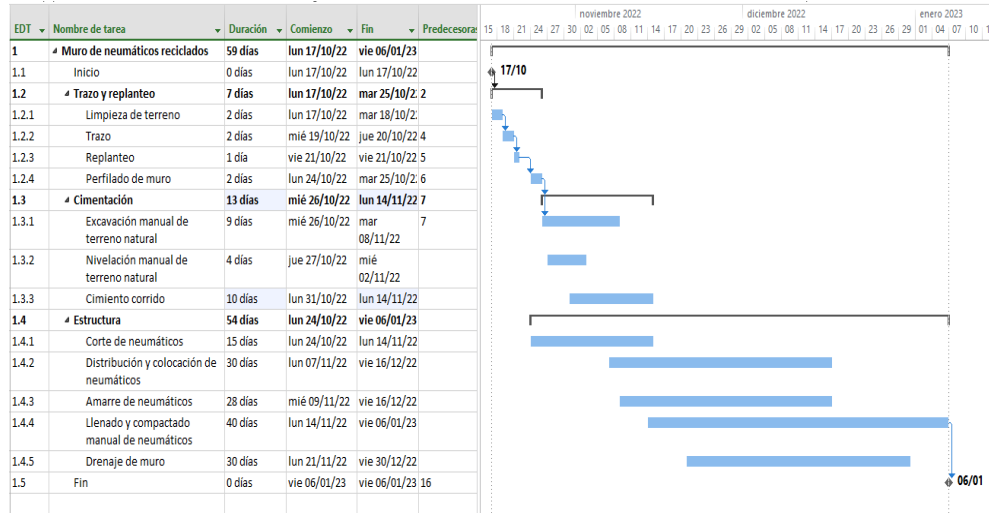 noviembre 2022 diciembre 2022 enero 2023
EDT Nombre de tarea Duración Comienzo Fin Predecesoras 15 18 21 24 27 30 02 05 08 11 14 17 20 23 26 29 02 05 08 11 14 17 20 23 26 29 01 04 07 10
1 Muro de neumáticos reciclados 59 días lun 17/10/22 vie 06/01/23
1.1 Inicio 0 días lun 17/10/22 lun 17/10/22 17/10
1.2 Trazo y replanteo 7 días lun 17/10/22 mar 25/10/2 2
1.2.1 Limpieza de terreno 2 días lun 17/10/22 mar 18/10/2
1.2.2 Trazo 2 días mié 19/10/22 jue 20/10/22 4
1.2.3 Replanteo 1 día vie 21/10/22 vie 21/10/22 5
1.2.4 Perfilado de muro 2 días lun 24/10/22 mar 25/10/2 6
1.3 Cimentación 13 días mié 26/10/22 lun 14/11/22 7
1.3.1 Excavación manual de 9 días mié 26/10/22 mar 7
terreno natural 08/11/22
1.3.2 Nivelación manual de 4 días jue 27/10/22 mié
terreno natural 02/11/22
1.3.3 Cimiento corrido 10 días lun 31/10/22 lun 14/11/22
1.4 Estructura 54 días lun 24/10/22 vie 06/01/23
1.4.1 Corte de neumáticos 15 días lun 24/10/22 lun 14/11/22
1.4.2 Distribución y colocación de 30 días lun 07/11/22 vie 16/12/22
neumáticos
1.4.3 Amarre de neumáticos 28 días mié 09/11/22 vie 16/12/22
1.4.4 Llenado y compactado 40 días lun 14/11/22 vie 06/01/23
manual de neumáticos
1.4.5 Drenaje de muro 30 días lun 21/11/22 vie 30/12/22
1.5 Fin 0 días vie 06/01/23 vie 06/01/23 16 06/01